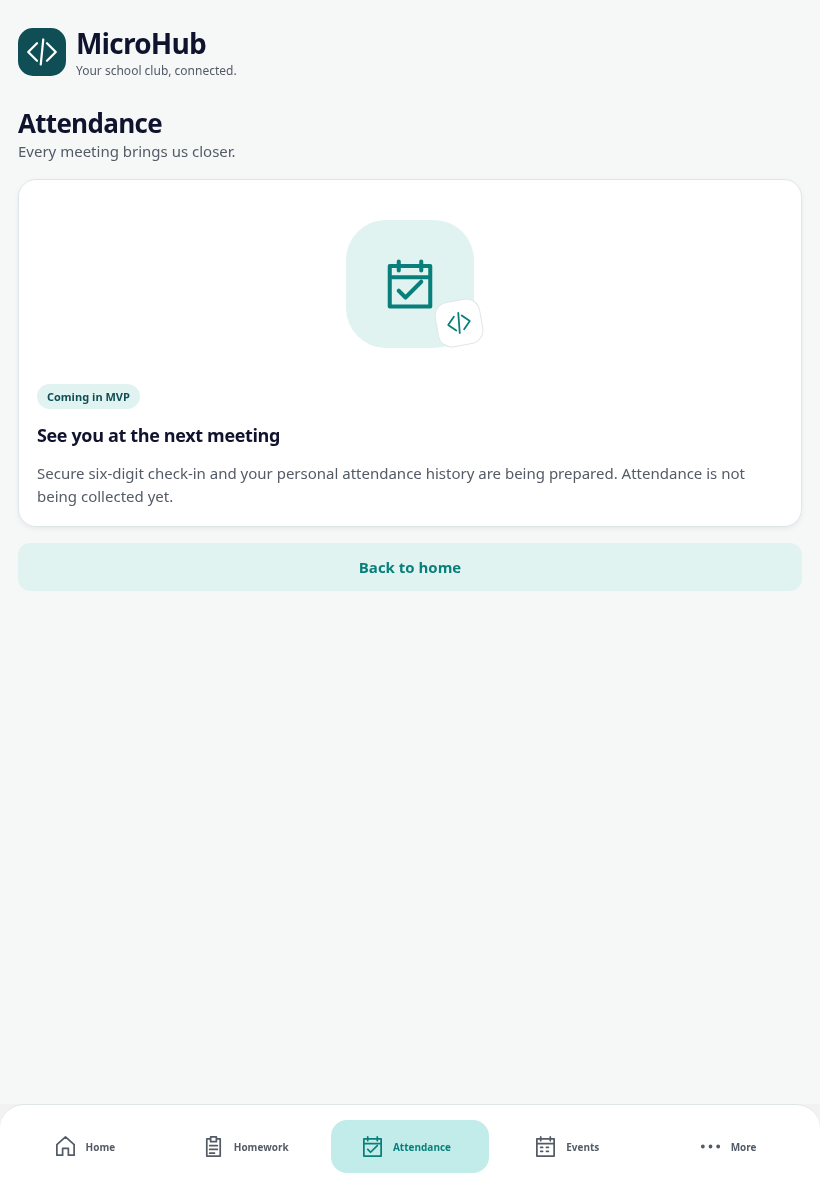 MicroHub
Your school club, connected.
Attendance
Every meeting brings us closer.
Coming in MVP
See you at the next meeting
Secure six-digit check-in and your personal attendance history are being prepared. Attendance is not
being collected yet.
Back to home
Home
Homework
Attendance
Events
More